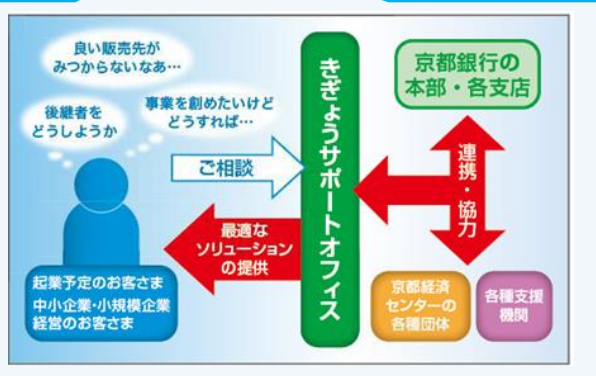 良い販売先が
みつからないなあ…
後継者を
どうしようか
事業を創めたいけど
どうすれば…
ご相談
最適な
ソリューション
の提供
起業予定のお客さま
中小企業・小規模企業
経営のお客さま
きぎょうサポートオフィス
京都銀行の
本部・各支店
連携・協力
京都経済
センターの
各種団体
各種支援
機関